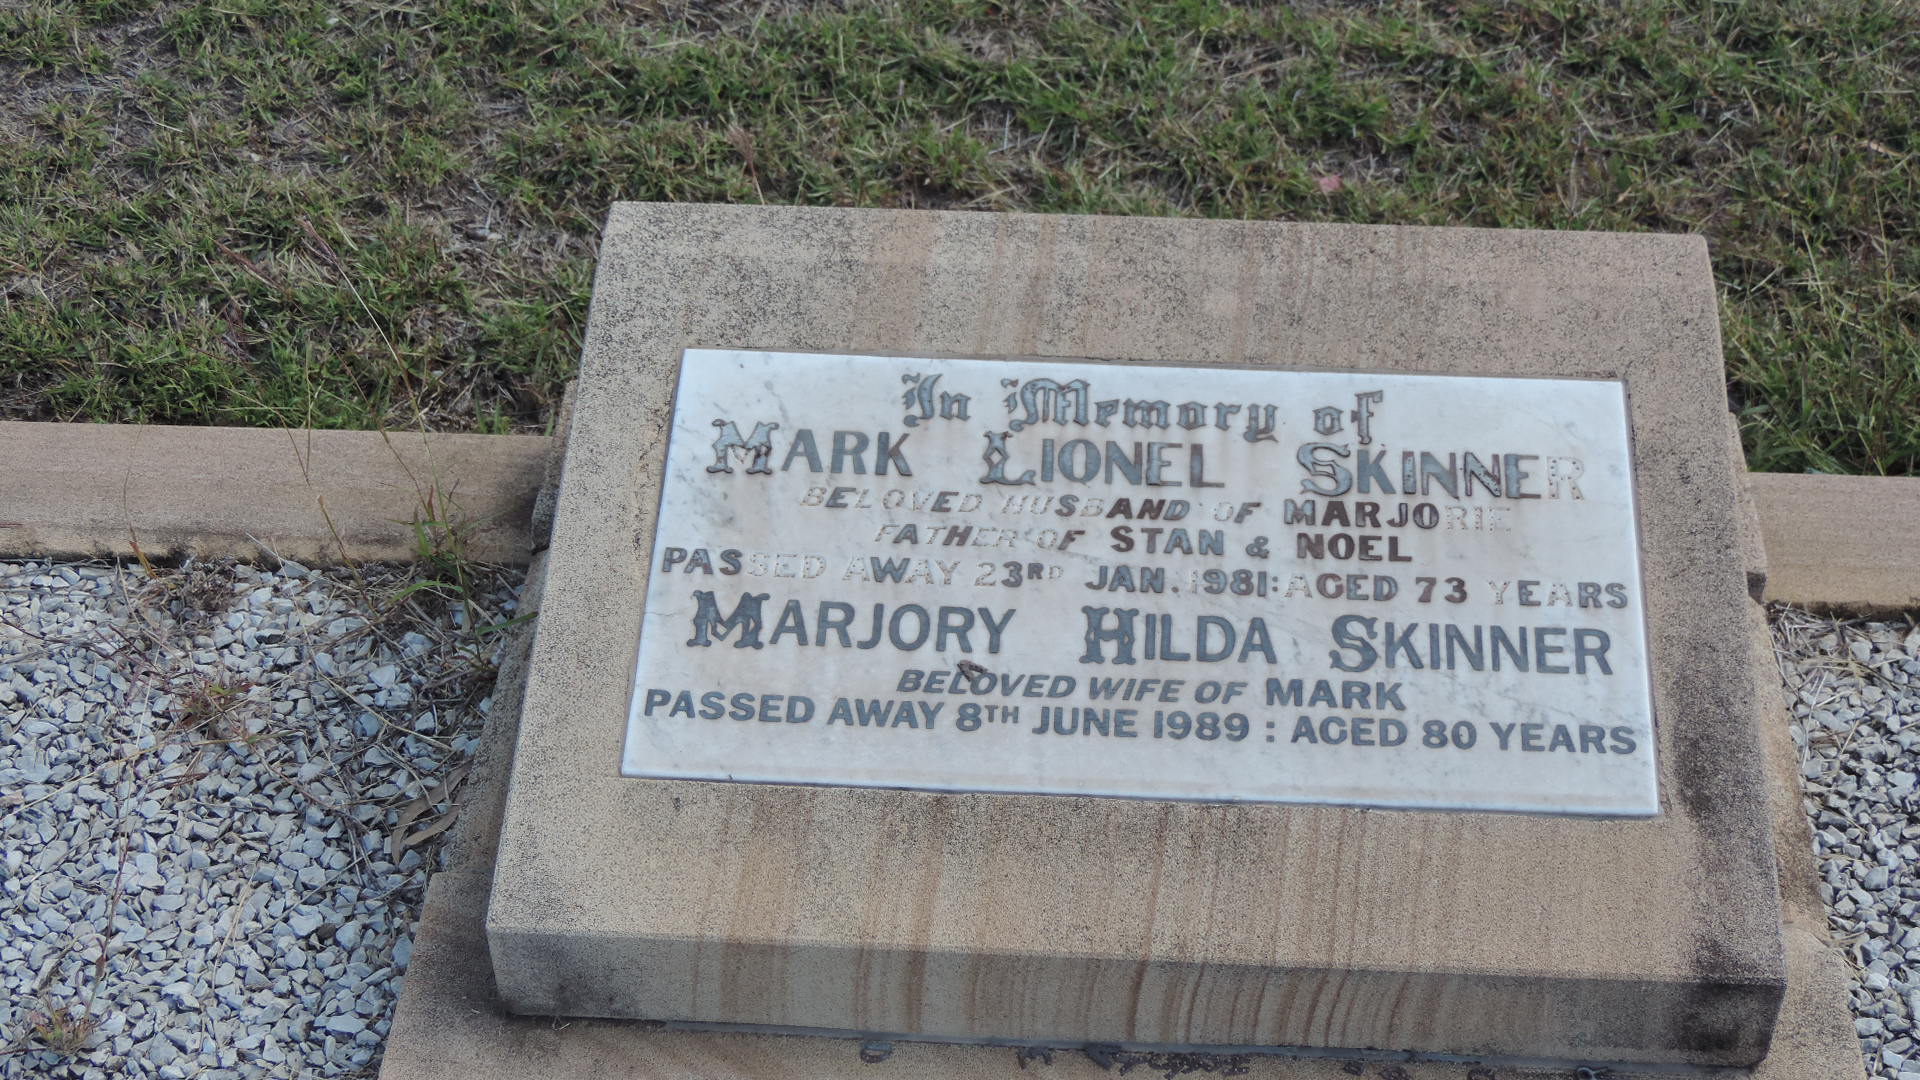 In Memory of
MARK LIONEL SKINNER
BELOVED HUSBAND OF MARJORIE
FATHER OF STAN & NOEL
PASSED AWAY 23RD JAN. 1981: AGED 73 YEARS
MARJORY HILDA SKINNER
BELOVED WIFE OF MARK
PASSED AWAY 8TH JUNE 1989 : AGED 80 YEARS